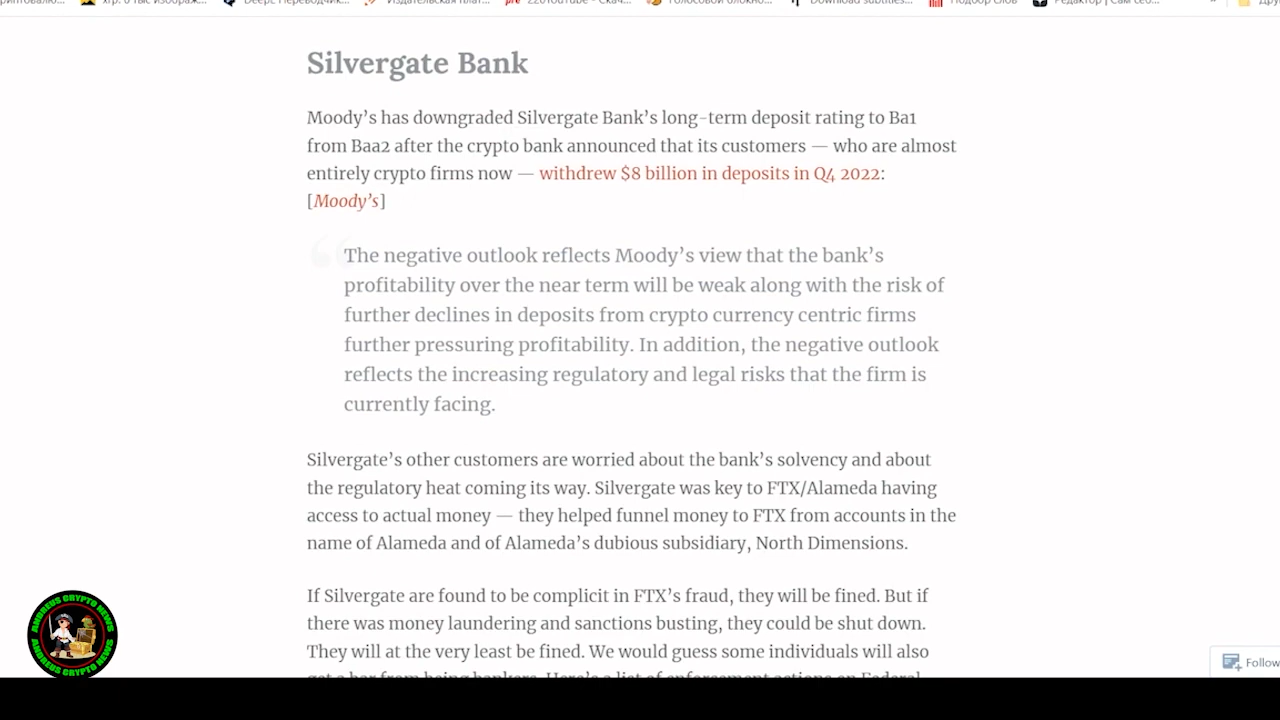 Silvergate Bank
Moody’s has downgraded Silvergate Bank’s long-term deposit rating to Ba1
from Baa2 after the crypto bank announced that its customers — who are almost
entirely crypto firms now — withdrew $8 billion in deposits in Q4 2022:
[Moody’s]
“The negative outlook reflects Moody’s view that the bank’s
profitability over the near term will be weak along with the risk of
further declines in deposits from crypto currency centric firms
further pressuring profitability. In addition, the negative outlook
reflects the increasing regulatory and legal risks that the firm is
currently facing.
Silvergate’s other customers are worried about the bank’s solvency and about
the regulatory heat coming its way. Silvergate was key to FTX/Alameda having
access to actual money — they helped funnel money to FTX from accounts in the
name of Alameda and of Alameda’s dubious subsidiary, North Dimensions.
If Silvergate are found to be complicit in FTX’s fraud, they will be fined. But if
there was money laundering and sanctions busting, they could be shut down.
They will at the very least be fined. We would guess some individuals will also
ANDREUS CRYPTO NEWS
ANDREUS CRYPTO NEWS
Follow